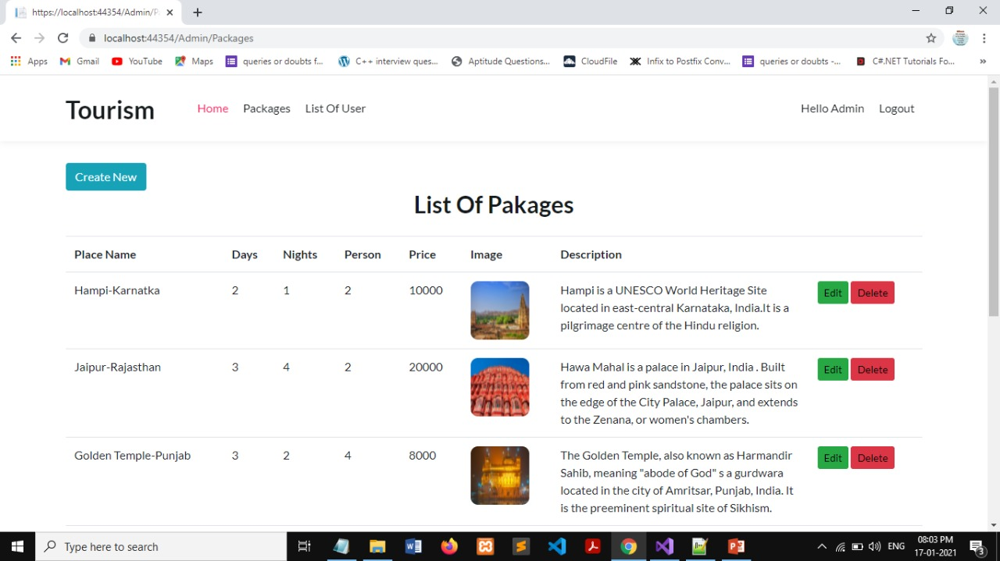 https://localhost:44354/Admin/P
localhost:44354/Admin/Packages
Apps Gmail YouTube Maps queries or doubts f... C++ interview ques... Aptitude Questions... CloudFile Infix to Postfix Conv... queries or doubts -... C#.NET Tutorials Fo... »
Tourism Home Packages List Of User Hello Admin Logout
Create New
List Of Pakages
Place Name Days Nights Person Price Image Description
Hampi-Karnatka 2 1 2 10000 Hampi is a UNESCO World Heritage Site Edit Delete
located in east-central Karnataka, India.It is a
pilgrimage centre of the Hindu religion.
Jaipur-Rajasthan 3 4 2 20000 Hawa Mahal is a palace in Jaipur, India . Built Edit Delete
from red and pink sandstone, the palace sits on
the edge of the City Palace, Jaipur, and extends
to the Zenana, or women's chambers.
Golden Temple-Punjab 3 2 4 8000 The Golden Temple, also known as Harmandir Edit Delete
Sahib, meaning "abode of God" s a gurdwara
located in the city of Amritsar, Punjab, India. It
is the preeminent spiritual site of Sikhism.
Type here to search ENG 08:03 PM
17-01-2021 3